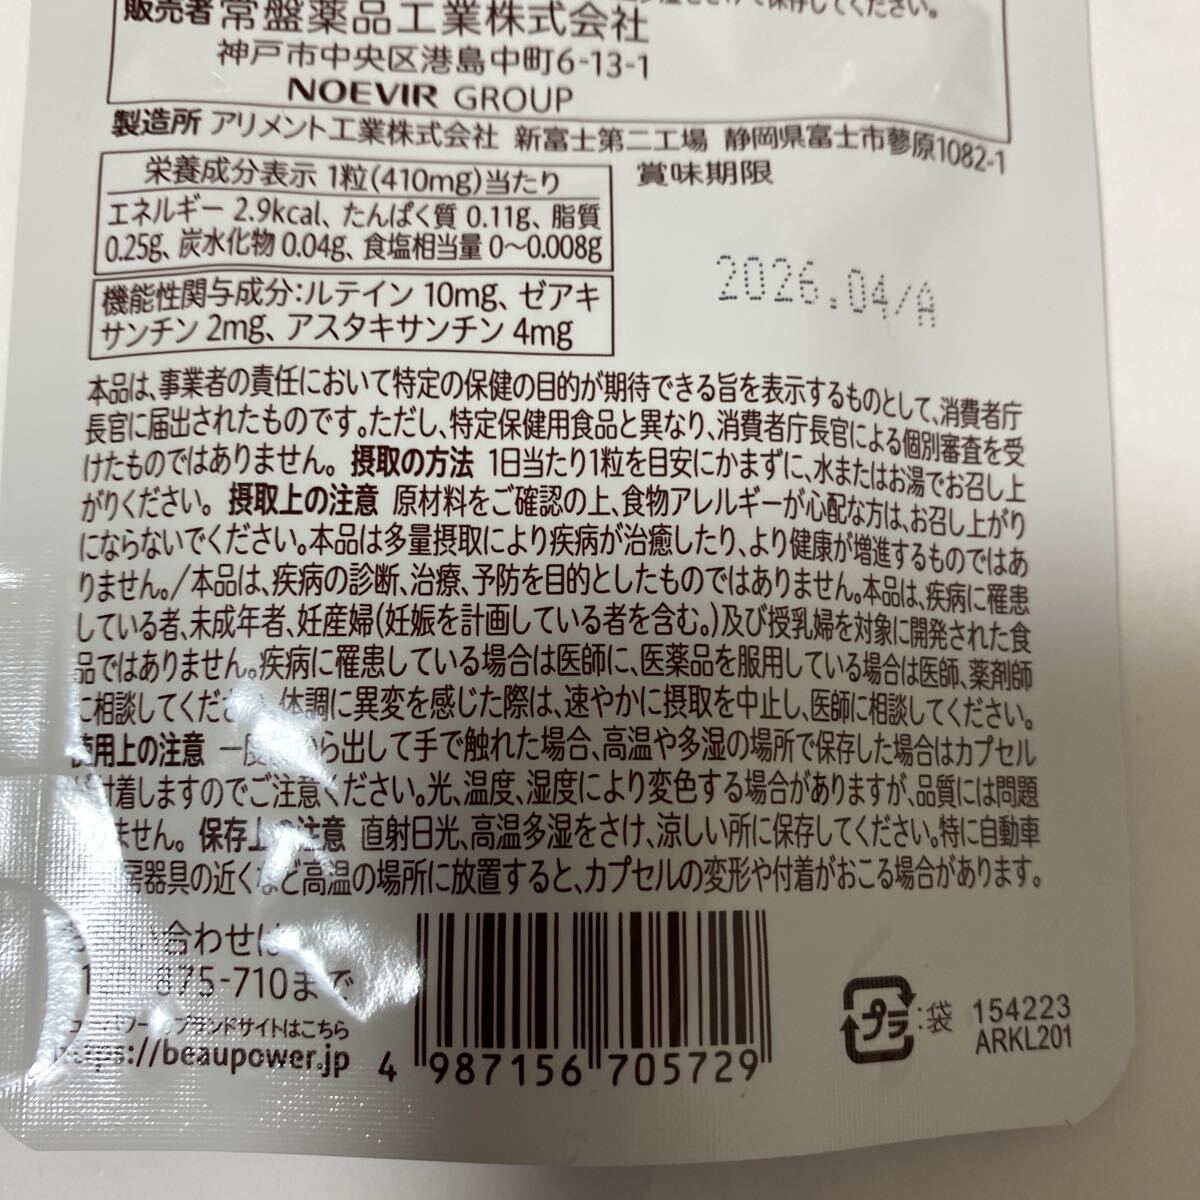 保存してください。
販売者 常盤薬品工業株式会社
神戸市中央区港島中町6-13-1
NOEVIR GROUP
製造所 アリメント工業株式会社 新富士第二工場 静岡県富士市蓼原1082-1
栄養成分表示 1粒(410mg)当たり
エネルギー 2.9kcal、たんぱく質 0.11g、脂質
0.25g、炭水化物 0.04g、食塩相当量 0〜0.008g
機能性関与成分:ルテイン 10mg、ゼアキ
サンチン 2mg、アスタキサンチン 4mg
賞味期限
2026.04/A
本品は、事業者の責任において特定の保健の目的が期待できる旨を表示するものとして、消費者庁
長官に届出されたものです。ただし、特定保健用食品と異なり、消費者庁長官による個別審査を受
けたものではありません。 摂取の方法 1日当たり1粒を目安にかまずに、水またはお湯でお召し上
がりください。 摂取上の注意 原材料をご確認の上、食物アレルギーが心配な方は、お召し上がり
にならないでください。本品は多量摂取により疾病が治癒したり、より健康が増進するものではあ
りません。/本品は、疾病の診断、治療、予防を目的としたものではありません。本品は、疾病に罹患
している者、未成年者、妊産婦(妊娠を計画している者を含む。)及び授乳婦を対象に開発された食
品ではありません。疾病に罹患している場合は医師に、医薬品を服用している場合は医師、薬剤師
に相談してくださ 体調に異変を感じた際は、速やかに摂取を中止し、医師に相談してください。
使用上の注意 一度 から出して手で触れた場合、高温や多湿の場所で保存した場合はカプセル
が付着しますのでご注意ください。光、温度、湿度により変色する場合がありますが、品質には問題
ません。 保存上の注意 直射日光、高温多湿をさけ、涼しい所に保存してください。特に自動車
房器具の近くなど高温の場所に放置すると、カプセルの変形や付着がおこる場合があります。
合わせは
875-710まで
ブランドサイトはこちら
https://beaupower.jp
4 987156 705729
プラ :袋
154223
ARKL201